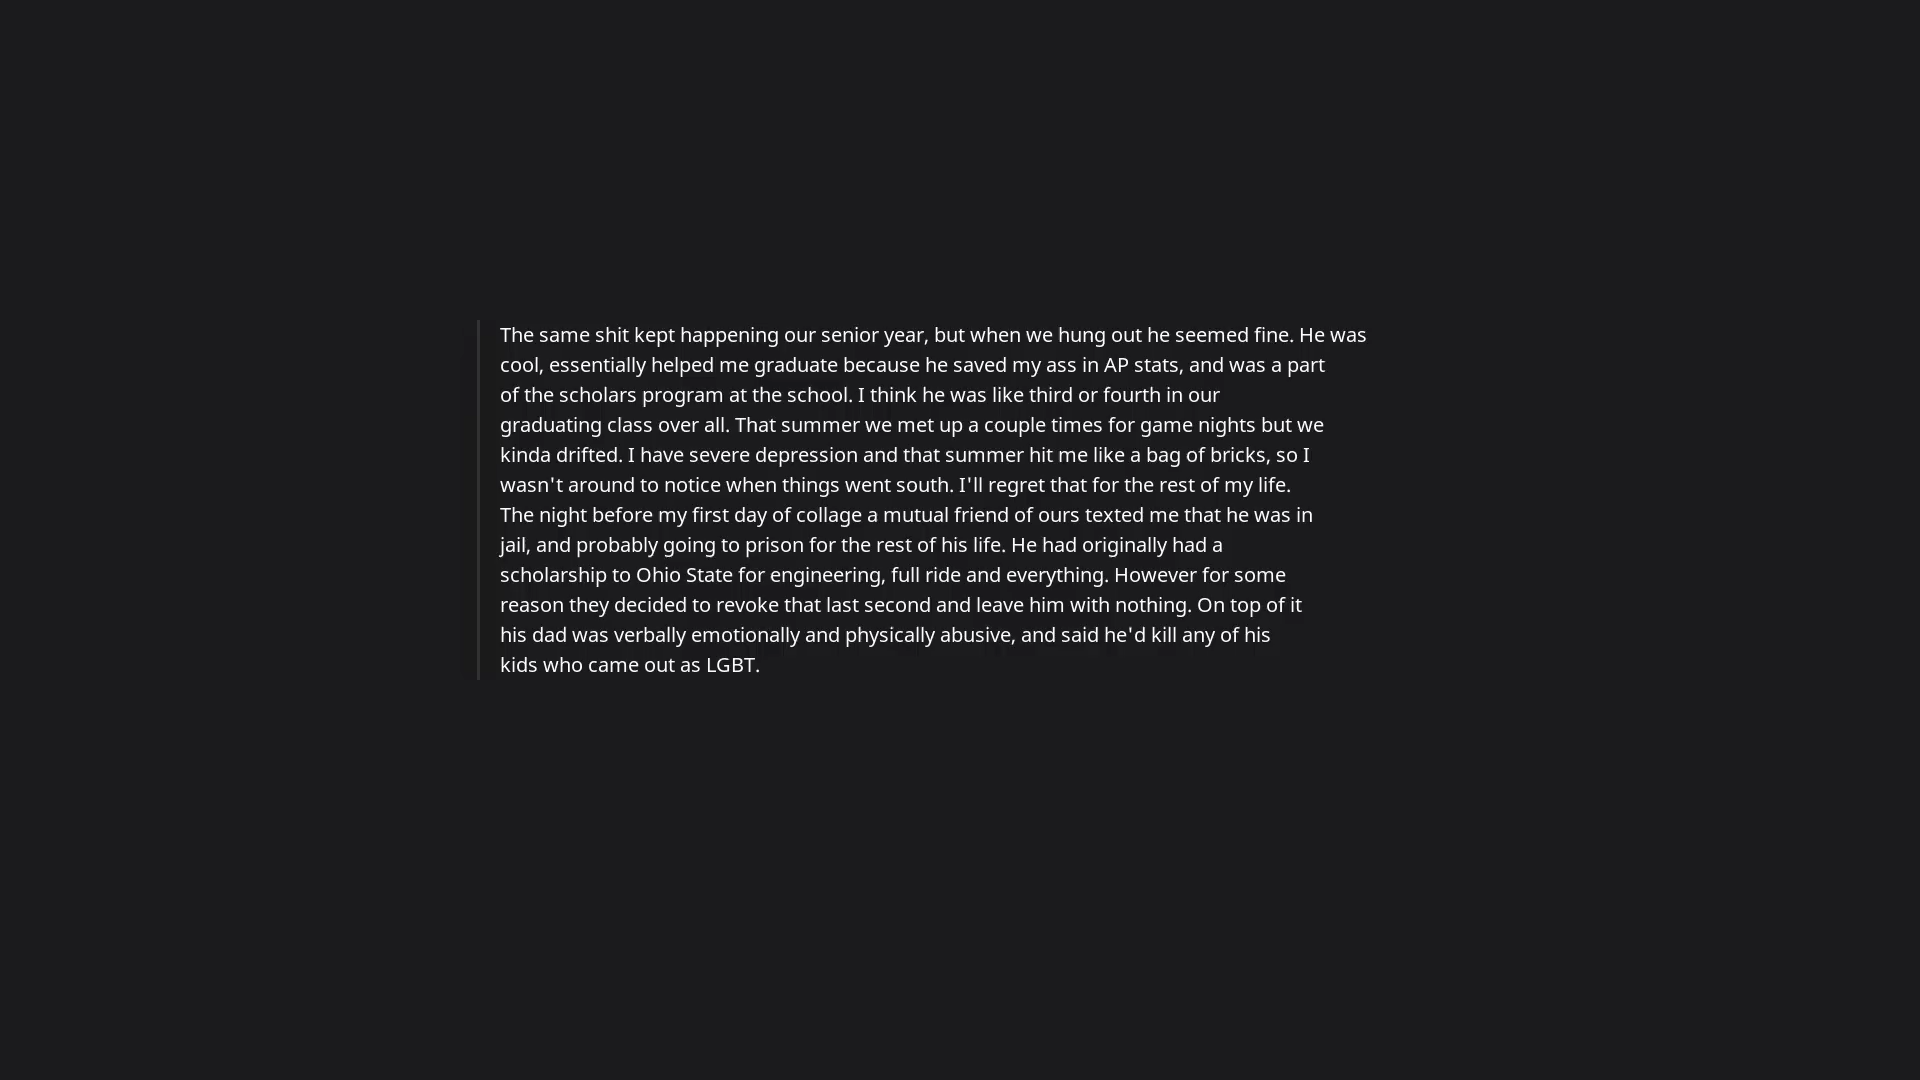 The same shit kept happening our senior year, but when we hung out he seemed fine. He was
cool, essentially helped me graduate because he saved my ass in AP stats, and was a part
of the scholars program at the school. I think he was like third or fourth in our
graduating class over all. That summer we met up a couple times for game nights but we
kinda drifted. I have severe depression and that summer hit me like a bag of bricks, so I
wasn't around to notice when things went south. I'll regret that for the rest of my life.
The night before my first day of collage a mutual friend of ours texted me that he was in
jail, and probably going to prison for the rest of his life. He had originally had a
scholarship to Ohio State for engineering, full ride and everything. However for some
reason they decided to revoke that last second and leave him with nothing. On top of it
his dad was verbally emotionally and physically abusive, and said he'd kill any of his
kids who came out as LGBT.